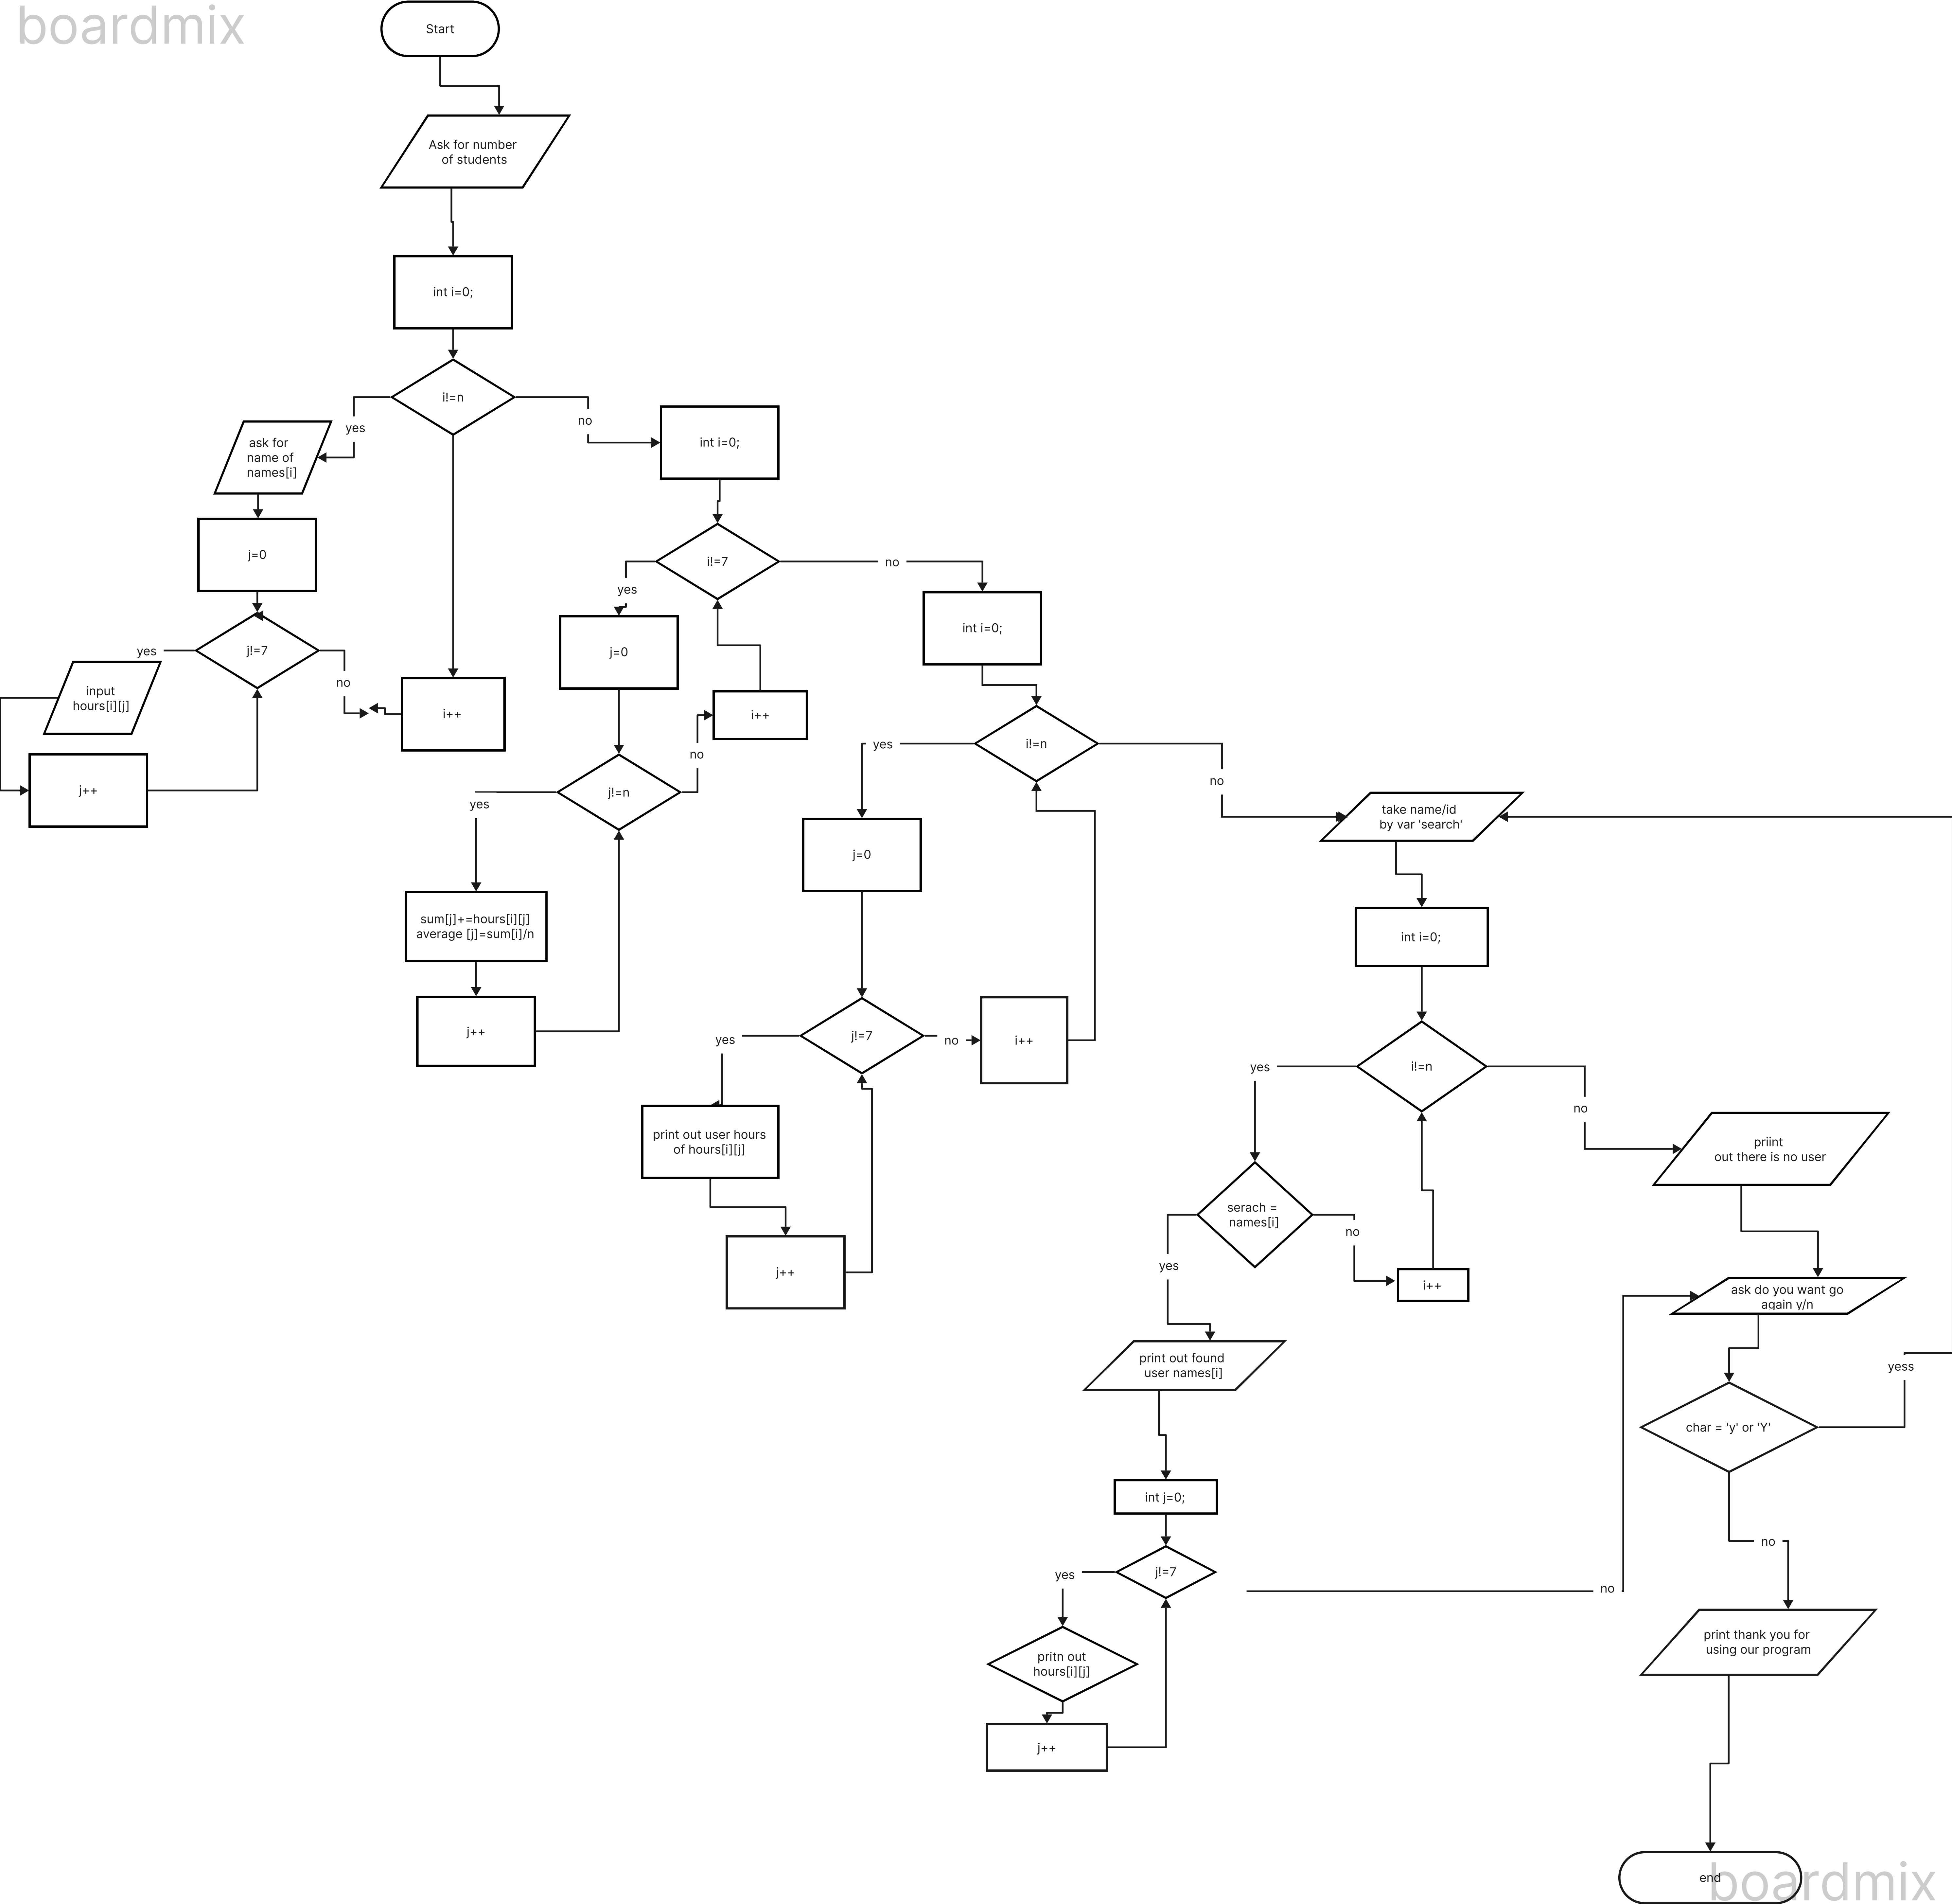 boardmix
Start
Ask for number
of students
int i=0;
i!=n
yes
no
ask for
name of
names[i]
int i=0;
j=0
i!=7
yes
no
j!=7
yes
no
input
hours[i][j]
i++
j++
j=0
i++
j!=n
yes
no
sum[j]+=hours[i][j]
average [j]=sum[i]/n
j++
int i=0;
i!=n
yes
no
j=0
j!=7
yes
no
i++
print out user hours
of hours[i][j]
j++
take name/id
by var 'search'
int i=0;
i!=n
yes
no
serach =
names[i]
yes
no
i++
priint
out there is no user
ask do you want go
again y/n
yess
char = 'y' or 'Y'
no
print out found
user names[i]
int j=0;
j!=7
yes
no
pritn out
hours[i][j]
j++
print thank you for
using our program
end
boardmix